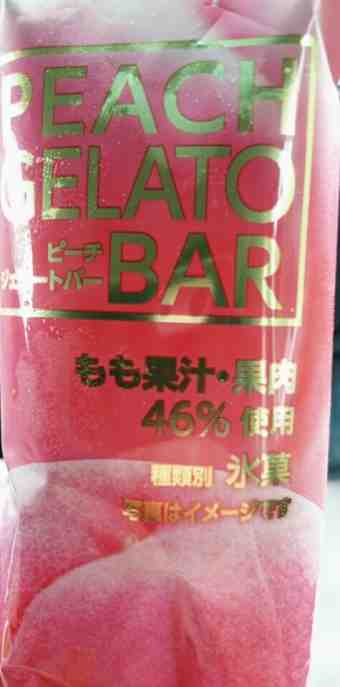 PEACH
GELATO
BAR
ピーチ
ジェラートバー
もも果汁・果肉
46% 使用
種類別 氷菓
写真はイメージです